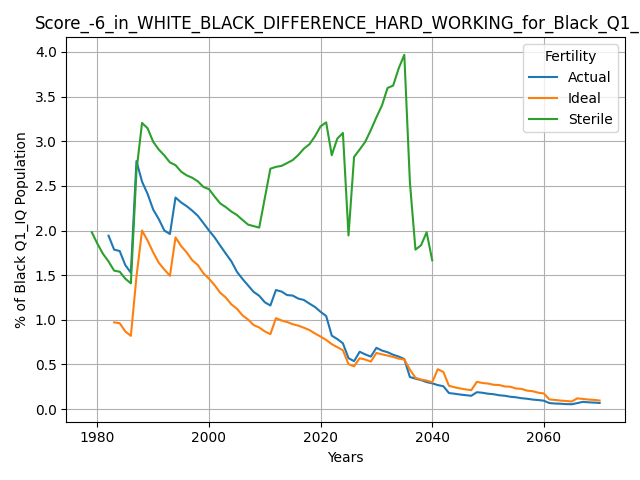 Score_-6_in_WHITE_BLACK_DIFFERENCE_HARD_WORKING_for_Black_Q1_
% of Black Q1_IQ Population
4.0
3.5
3.0
2.5
2.0
1.5
1.0
0.5
0.0
Fertility
Actual
Ideal
Sterile
1980 2000 2020 2040 2060
Years